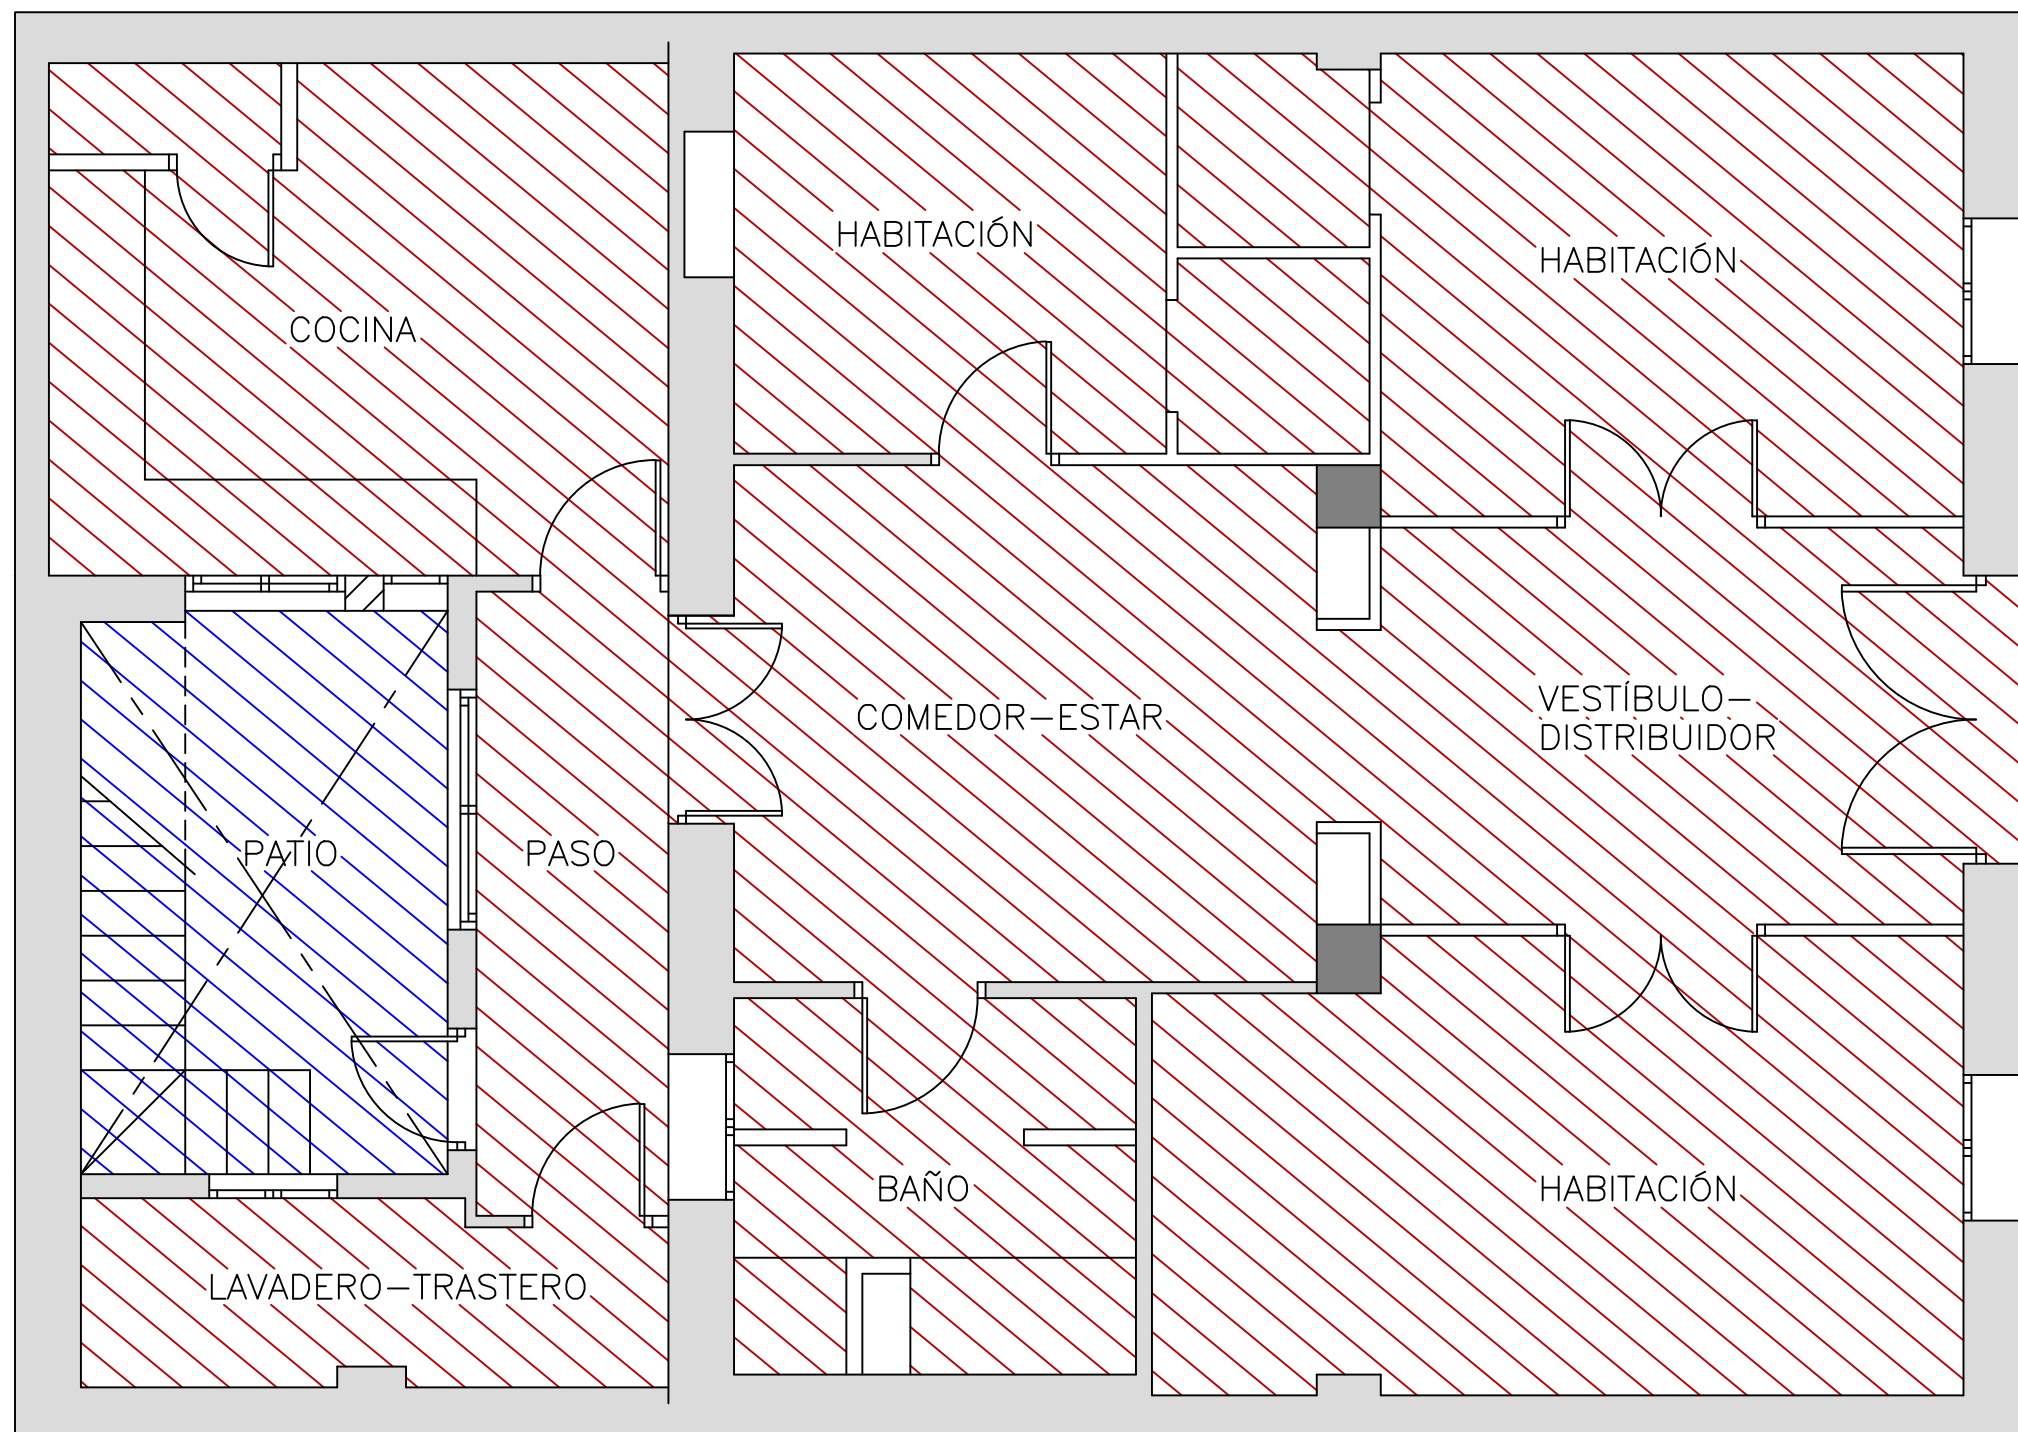 HABITACIÓN
HABITACIÓN
COCINA
VESTÍBULO-
DISTRIBUIDOR
COMEDOR-ESTAR
PATIO
PASO
BAÑO
HABITACIÓN
LAVADERO-TRASTERO